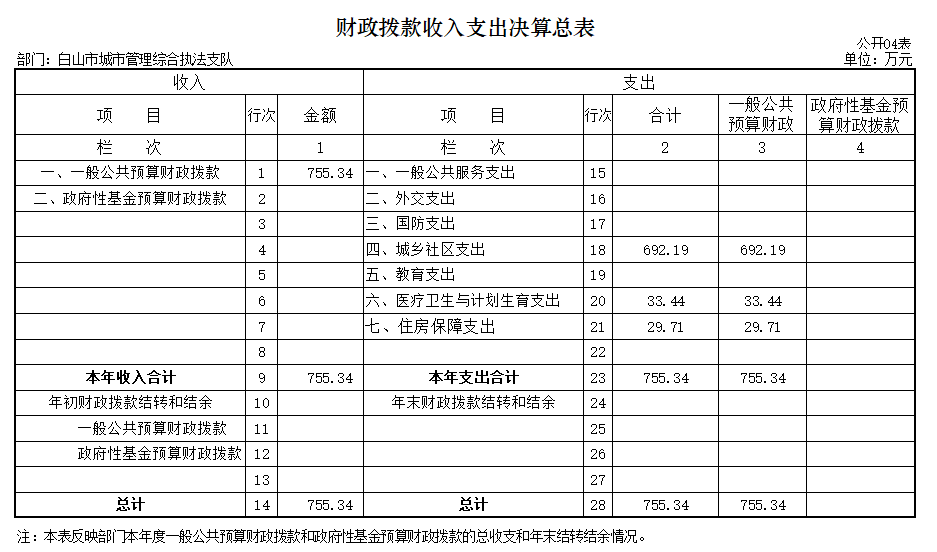 财政拨款收入支出决算总表
公开04表
部门：白山市城市管理综合执法支队 单位：万元
收入 支出
项 目 行次 金额 项 目 行次 合计 一般公共预算财政 政府性基金预算财政拨款
栏 次 1 栏 次 2 3 4
一、一般公共预算财政拨款 1 755.34 一、一般公共服务支出 15
二、政府性基金预算财政拨款 2 二、外交支出 16
3 三、国防支出 17
4 四、城乡社区支出 18 692.19 692.19
5 五、教育支出 19
6 六、医疗卫生与计划生育支出 20 33.44 33.44
7 七、住房保障支出 21 29.71 29.71
8 22
本年收入合计 9 755.34 本年支出合计 23 755.34 755.34
年初财政拨款结转和结余 10 年末财政拨款结转和结余 24
一般公共预算财政拨款 11 25
政府性基金预算财政拨款 12 26
13 27
总计 14 755.34 总计 28 755.34 755.34
注：本表反映部门本年度一般公共预算财政拨款和政府性基金预算财政拨款的总收支和年末结转结余情况。